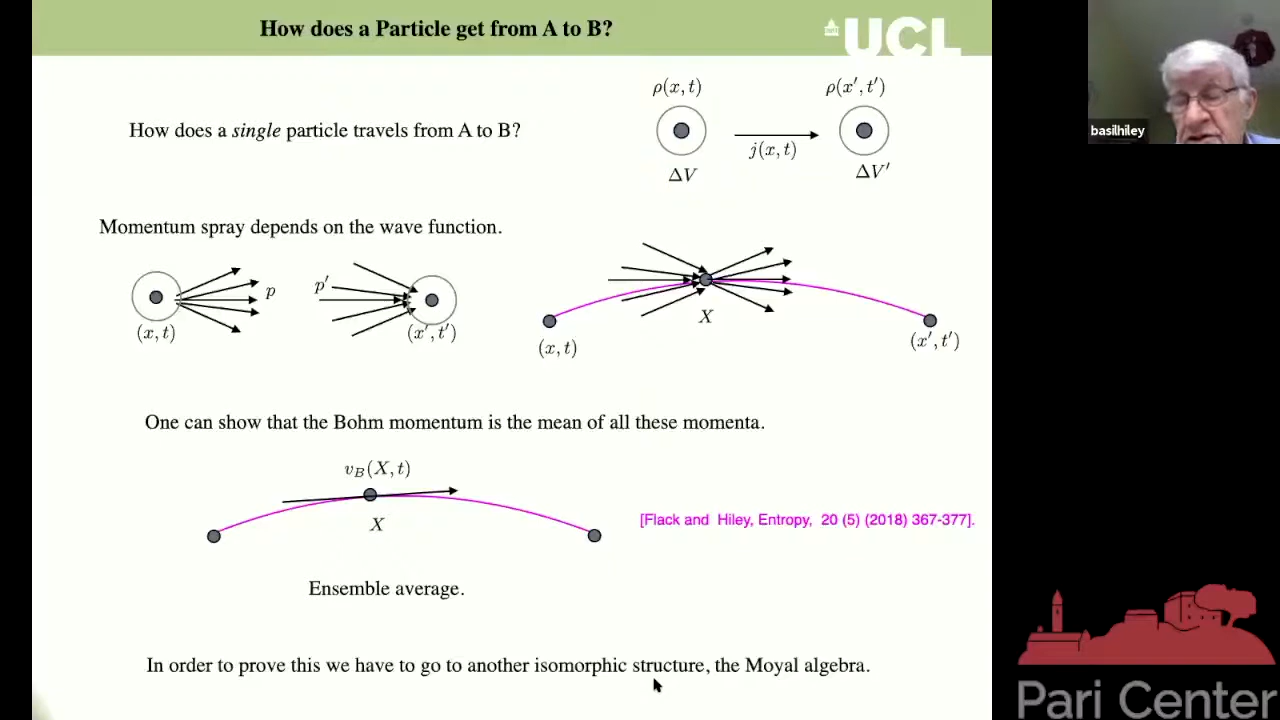 How does a Particle get from A to B?
UCL
basilhiley
How does a single particle travels from A to B?
ρ(x, t)
ρ(x′, t′)
j(x, t)
ΔV
ΔV′
Momentum spray depends on the wave function.
p
(x, t)
p′
(x′, t′)
X
(x, t)
(x′, t′)
One can show that the Bohm momentum is the mean of all these momenta.
v_B(X, t)
X
[Flack and Hiley, Entropy, 20 (5) (2018) 367-377].
Ensemble average.
In order to prove this we have to go to another isomorphic structure, the Moyal algebra.
Pari Center